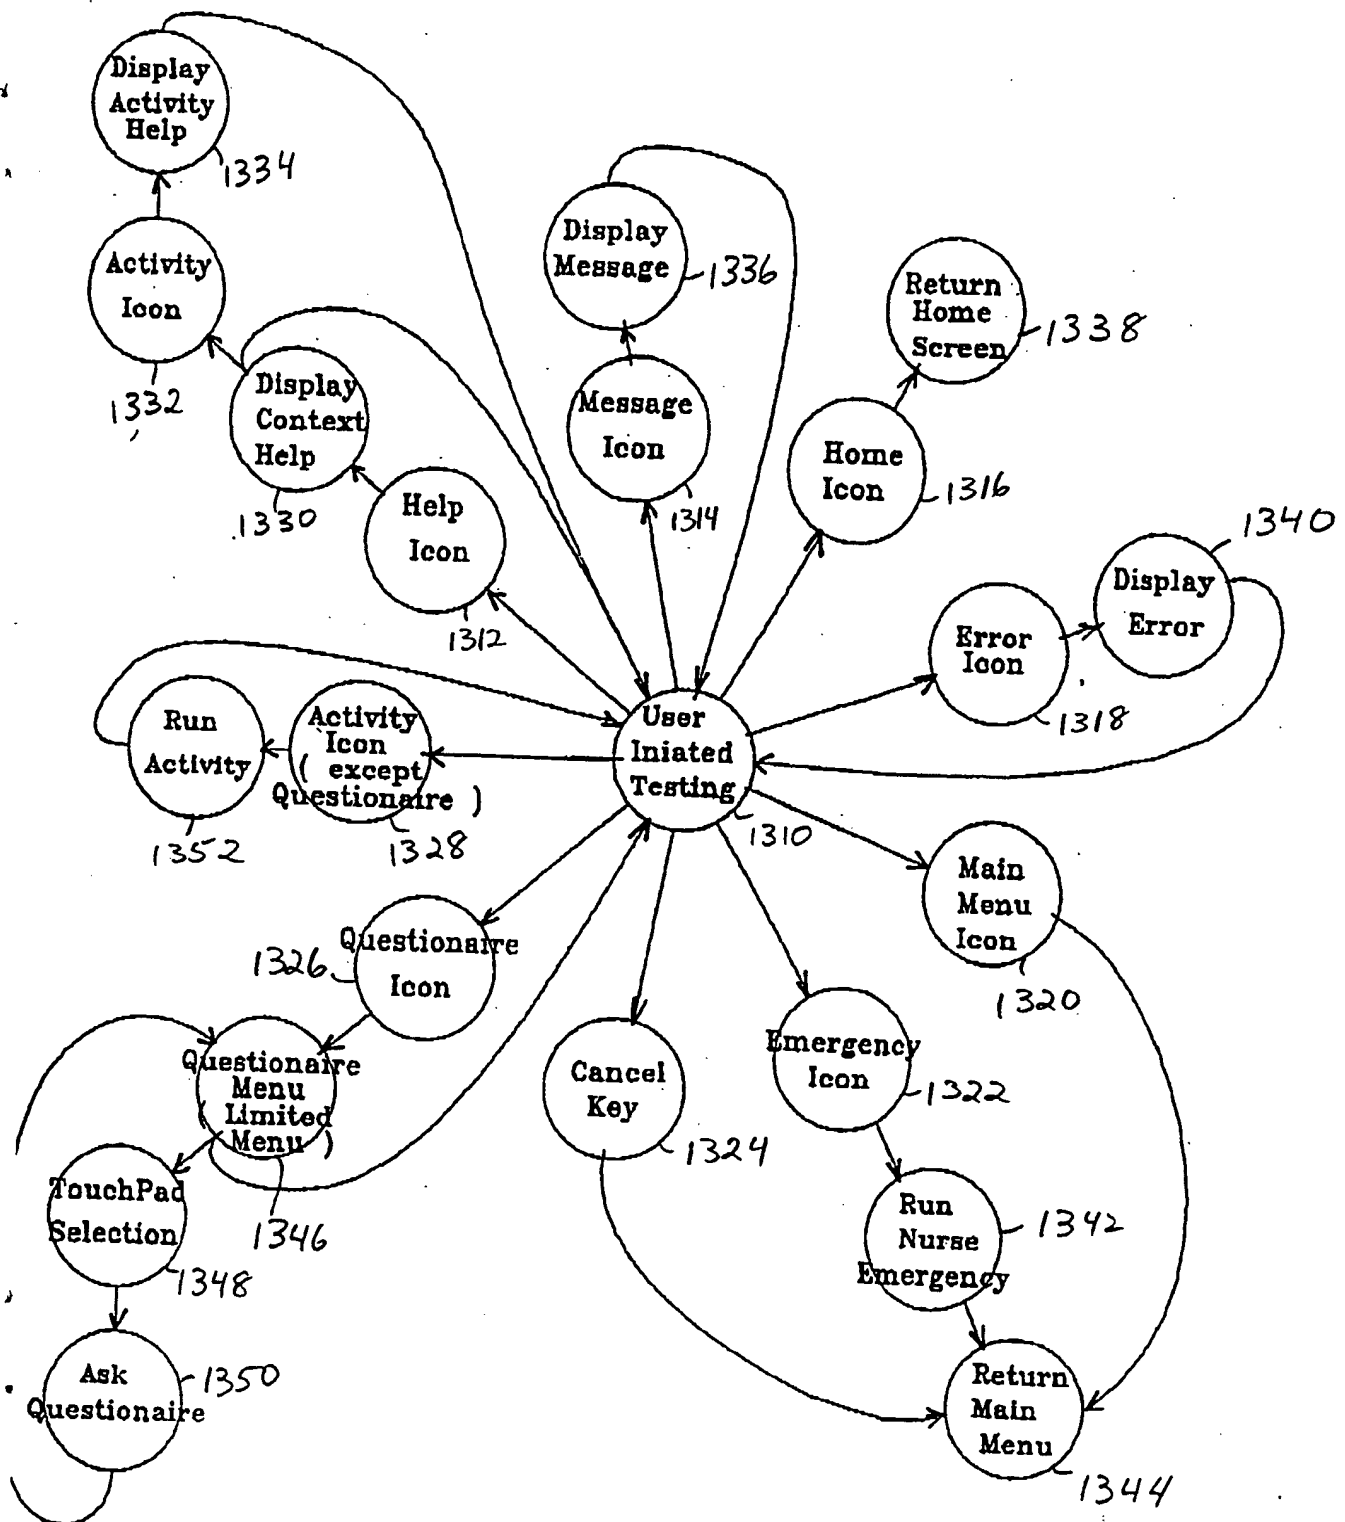 Display
Activity
Help
1334
Activity
Icon
1332
Display
Context
Help
1330
Help
Icon
1312
Display
Message
1336
Message
Icon
1314
Return
Home
Screen
1338
Home
Icon
1316
1340
Display
Error
Error
Icon
1318
User
Iniated
Testing
1310
Run
Activity
1352
Activity
Icon
( except
Questionaire )
1328
Questionaire
Icon
1326
Questionaire
Menu
( Limited
Menu )
1346
TouchPad
Selection
1348
Ask
Questionaire
1350
Cancel
Key
1324
Emergency
Icon
1322
Main
Menu
Icon
1320
Run
Nurse
Emergency
1342
Return
Main
Menu
1344